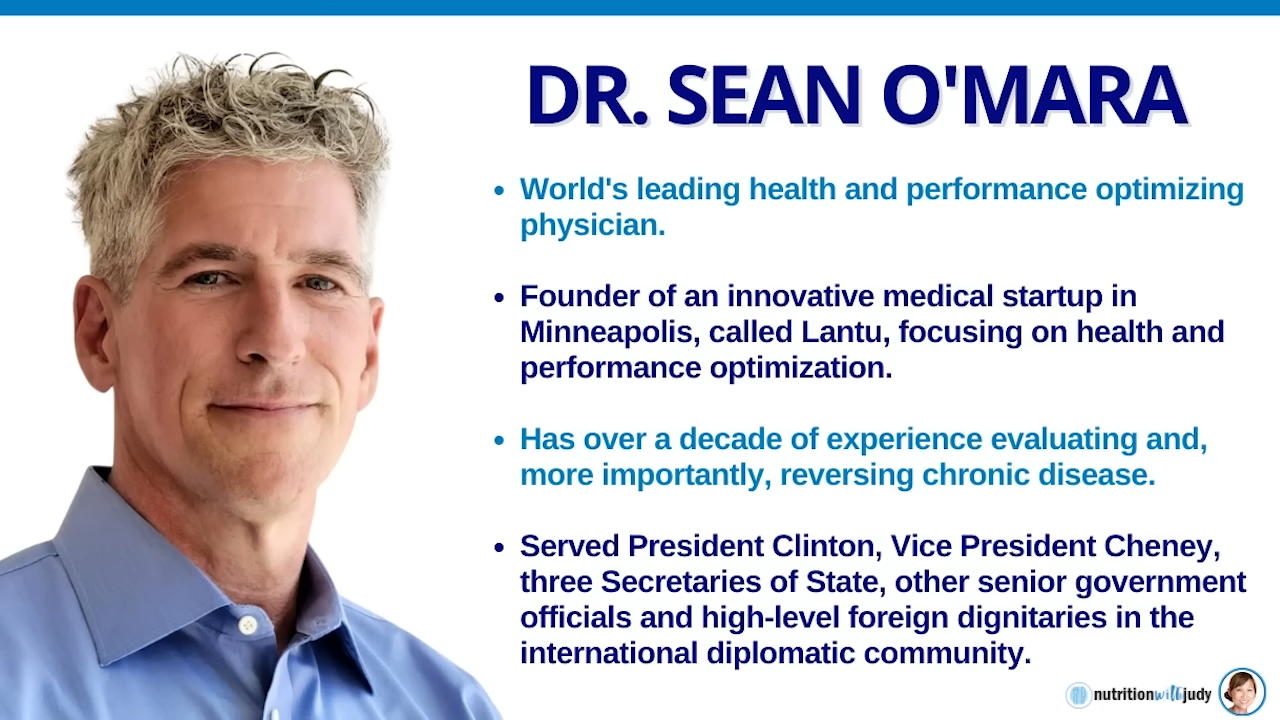 DR. SEAN O'MARA
• World's leading health and performance optimizing
physician.
• Founder of an innovative medical startup in
Minneapolis, called Lantu, focusing on health and
performance optimization.
• Has over a decade of experience evaluating and,
more importantly, reversing chronic disease.
• Served President Clinton, Vice President Cheney,
three Secretaries of State, other senior government
officials and high-level foreign dignitaries in the
international diplomatic community.
nutritionwithjudy